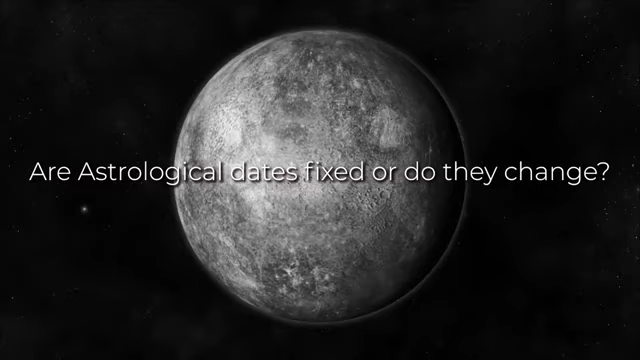 Are Astrological dates fixed or do they change?